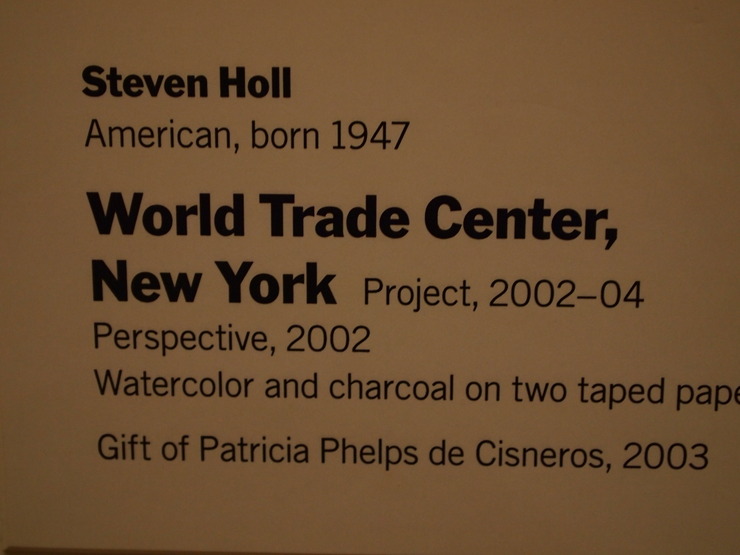 Steven Holl
American, born 1947
World Trade Center,
New York Project, 2002–04
Perspective, 2002
Watercolor and charcoal on two taped
Gift of Patricia Phelps de Cisneros, 2003